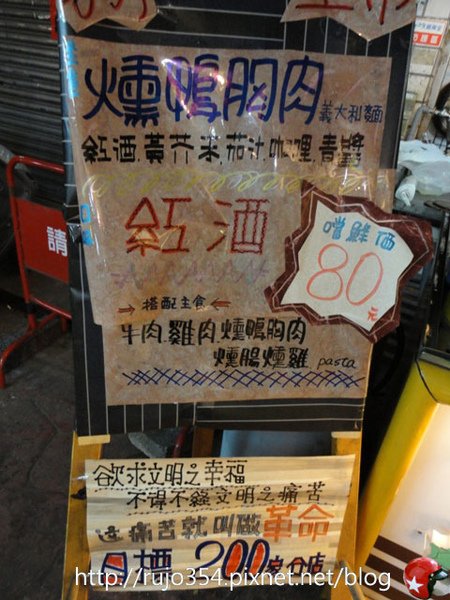 燻鴨胸肉 義大利麵
紅酒.黃芥末.茄汁.咖哩.青醬
紅酒
嚐鮮価
80元
搭配主食
牛肉.雞肉.燻鴨胸肉
燻腸燻雞 pasta
請
欲求文明之幸福
不得不經文明之痛苦
這痛苦就叫做革命
目標 200家分店
http://rujo354.pixnet.net/blog